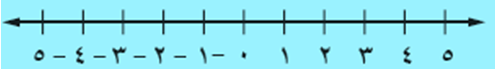 ٥ − ٤ − ٣ − ٢ − ١ − ٠ ١ ٢ ٣ ٤ ٥